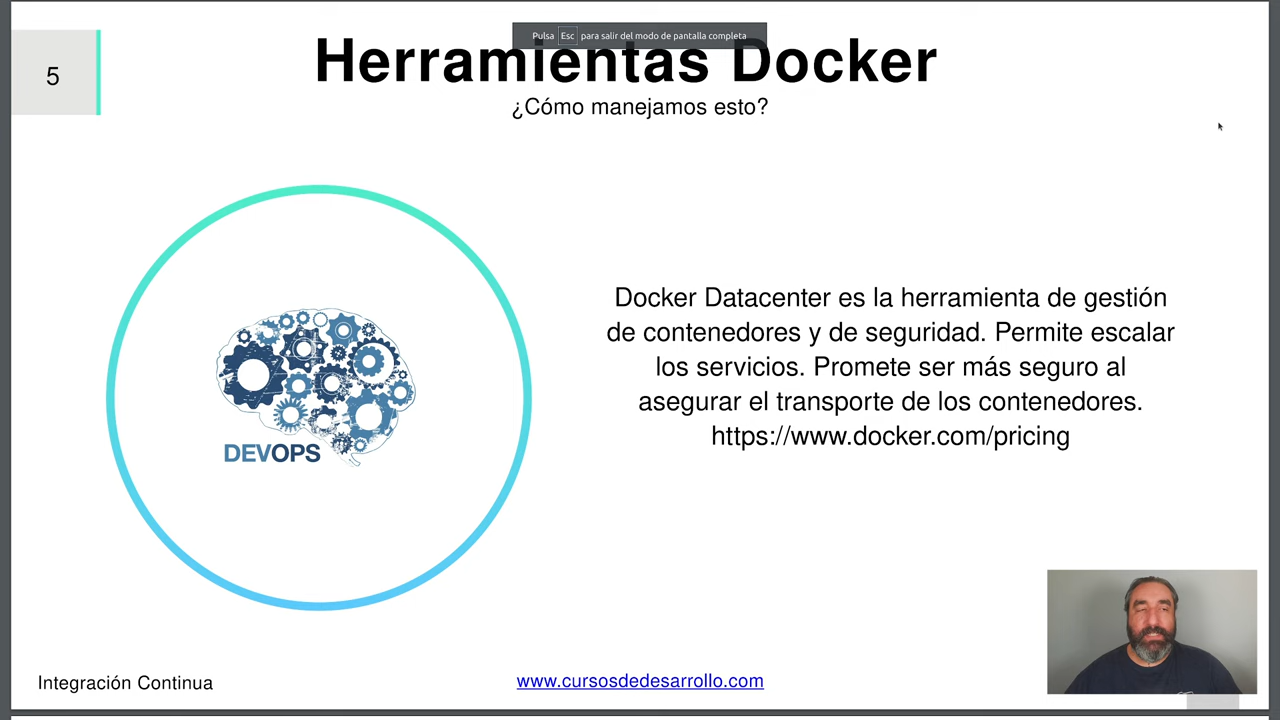 Pulsa Esc para salir del modo de pantalla completa
5
Herramientas Docker
¿Cómo manejamos esto?
Docker Datacenter es la herramienta de gestión
de contenedores y de seguridad. Permite escalar
los servicios. Promete ser más seguro al
asegurar el transporte de los contenedores.
https://www.docker.com/pricing
DEVOPS
Integración Continua
www.cursosdedesarrollo.com